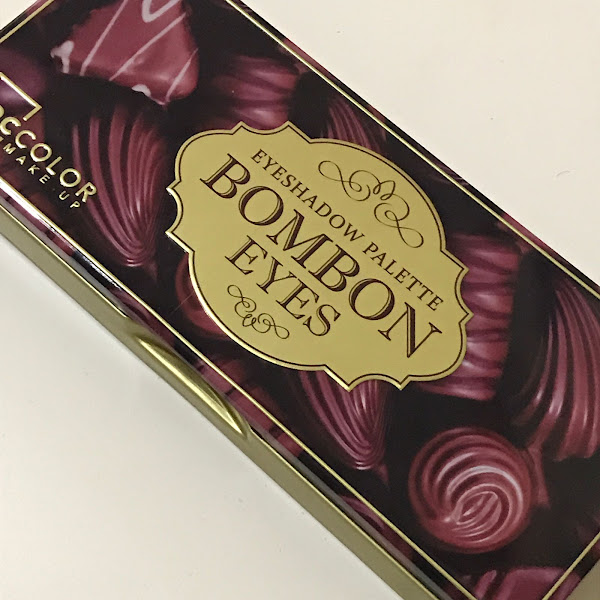 CCOLOR
MAKE UP
EYESHADOW PALETTE
BOMBON
EYES